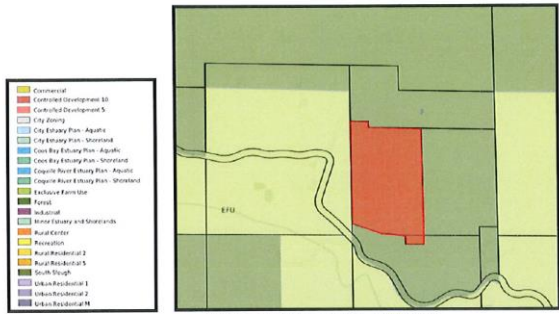 Commercial
Controlled Development 10
Controlled Development 5
City Zoning
City Estuary Plan - Aquatic
City Estuary Plan - Shoreland
Coos Bay Estuary Plan - Aquatic
Coos Bay Estuary Plan - Shoreland
Coquille River Estuary Plan - Aquatic
Coquille River Estuary Plan - Shoreland
Exclusive Farm Use
Forest
Industrial
Minor Estuary and Shorelands
Rural Center
Recreation
Rural Residential 2
Rural Residential 5
South Slough
Urban Residential 1
Urban Residential 2
Urban Residential M
EFU
F